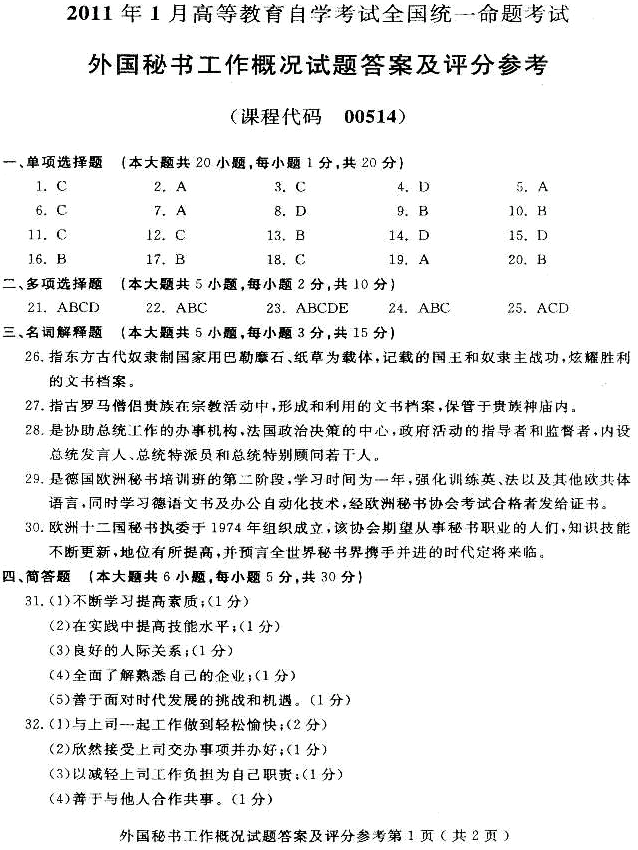 2011 年 1 月高等教育自学考试全国统一命题考试
外国秘书工作概况试题答案及评分参考
(课程代码 00514)
一、单项选择题 (本大题共 20 小题,每小题 1 分,共 20 分)
1. C 2. A 3. C 4. D 5. A
6. C 7. A 8. D 9. B 10. B
11. C 12. C 13. B 14. D 15. D
16. B 17. B 18. C 19. A 20. B
二、多项选择题 (本大题共 5 小题,每小题 2 分,共 10 分)
21. ABCD 22. ABC 23. ABCDE 24. ABC 25. ACD
三、名词解释题 (本大题共 5 小题,每小题 3 分,共 15 分)
26. 指东方古代奴隶制国家用巴勒摩石、纸草为载体,记载的国王和奴隶主战功,炫耀胜利
的文书档案。
27. 指古罗马僧侣贵族在宗教活动中,形成和利用的文书档案,保管于贵族神庙内。
28. 是协助总统工作的办事机构,法国政治决策的中心,政府活动的指导者和监督者,内设
总统发言人、总统特派员和总统特别顾问若干人。
29. 是德国欧洲秘书培训班的第二阶段,学习时间为一年,强化训练英、法以及其他欧共体
语言,同时学习德语文书及办公自动化技术,经欧洲秘书协会考试合格者发给证书。
30. 欧洲十二国秘书执委于 1974 年组织成立,该协会期望从事秘书职业的人们,知识技能
不断更新,地位有所提高,并预言全世界秘书界携手并进的时代定将来临。
四、简答题 (本大题共 6 小题,每小题 5 分,共 30 分)
31. (1)不断学习提高素质;(1 分)
(2)在实践中提高技能水平;(1 分)
(3)良好的人际关系;(1 分)
(4)全面了解熟悉自己的企业;(1 分)
(5)善于面对时代发展的挑战和机遇。(1 分)
32. (1)与上司一起工作做到轻松愉快;(2 分)
(2)欣然接受上司交办事项并办好;(1 分)
(3)以减轻上司工作负担为自己职责;(1 分)
(4)善于与他人合作共事。(1 分)
外国秘书工作概况试题答案及评分参考第 1 页(共 2 页)